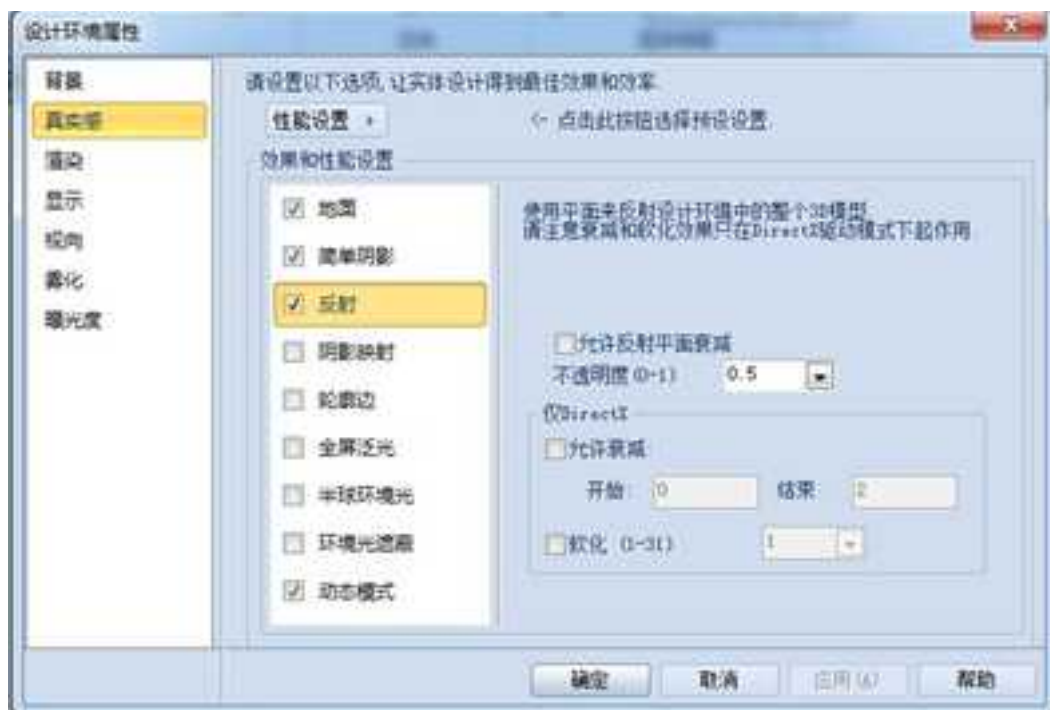 设计环境属性
背景
真实感
渲染
显示
视向
雾化
曝光度
请设置以下选项,让实体设计得到最佳效果和效率.
性能设置
<- 点击此按钮选择预设设置.
效果和性能设置
地面
简单阴影
反射
阴影映射
轮廓边
全屏泛光
半球环境光
环境光遮蔽
动态模式
使用平面来反射设计环境中的整个3D模型.
请注意衰减和软化效果只在DirectX驱动模式下起作用
允许反射平面衰减
不透明度(0-1) 0.5
仅DirectX
允许衰减
开始: 0 结束 2
软化 (1-31) 1
确定 取消 应用(A) 帮助